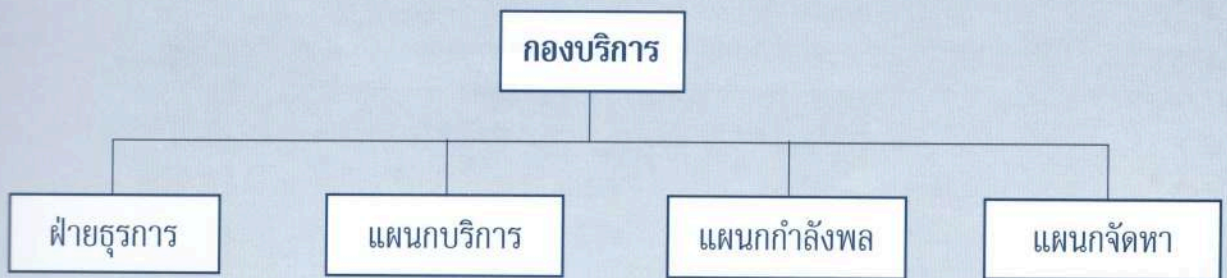 กองบริการ
ฝ่ายธุรการ
แผนกบริการ
แผนกกำลังพล
แผนกจัดหา